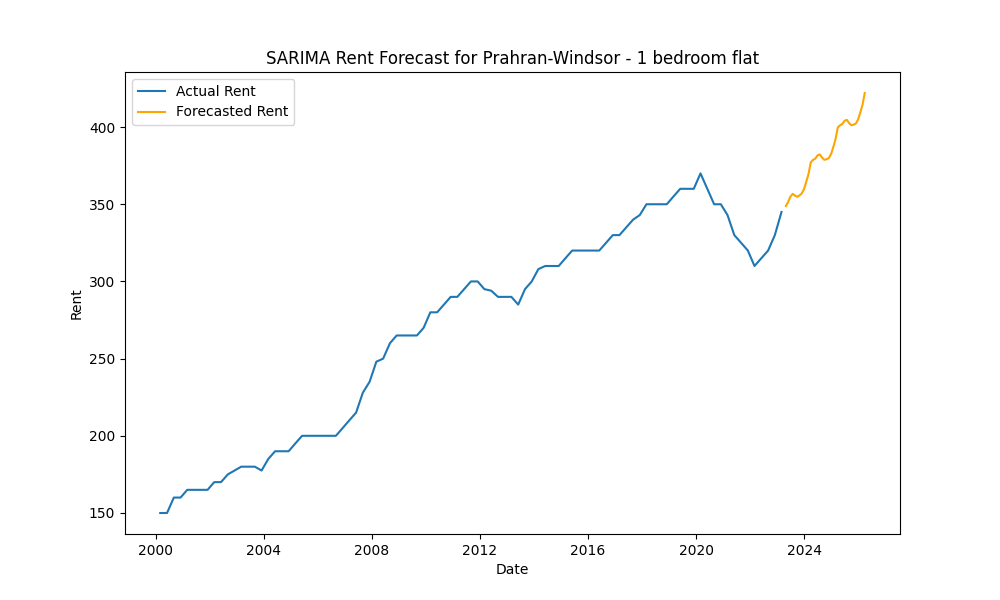 SARIMA Rent Forecast for Prahran-Windsor - 1 bedroom flat
Actual Rent
Forecasted Rent
400
350
300
250
200
150
Rent
2000 2004 2008 2012 2016 2020 2024
Date